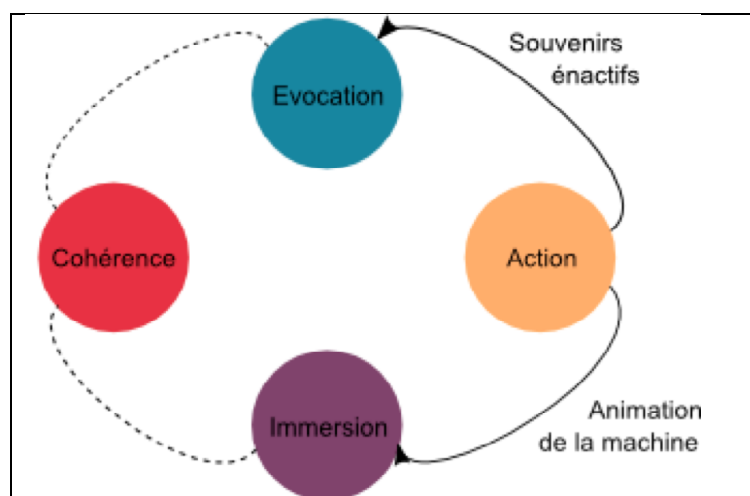 Souvenirs
énactifs
Evocation
Cohérence
Action
Immersion
Animation
de la machine